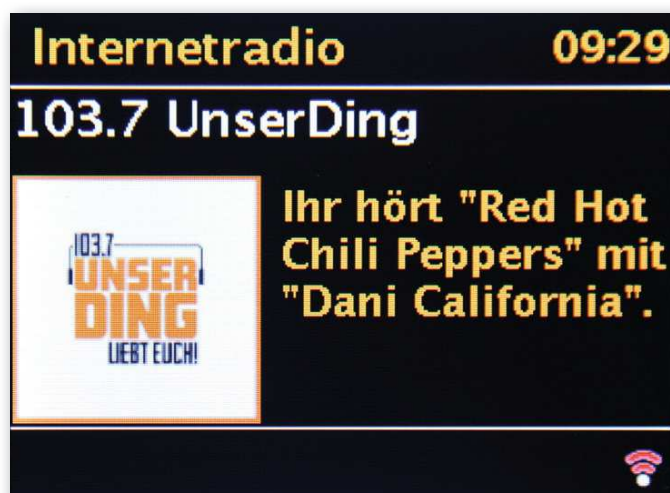 Internetradio 09:29
103.7 UnserDing
103.7
UNSER
DING
LIEBT EUCH!
Ihr hört "Red Hot
Chili Peppers" mit
"Dani California".